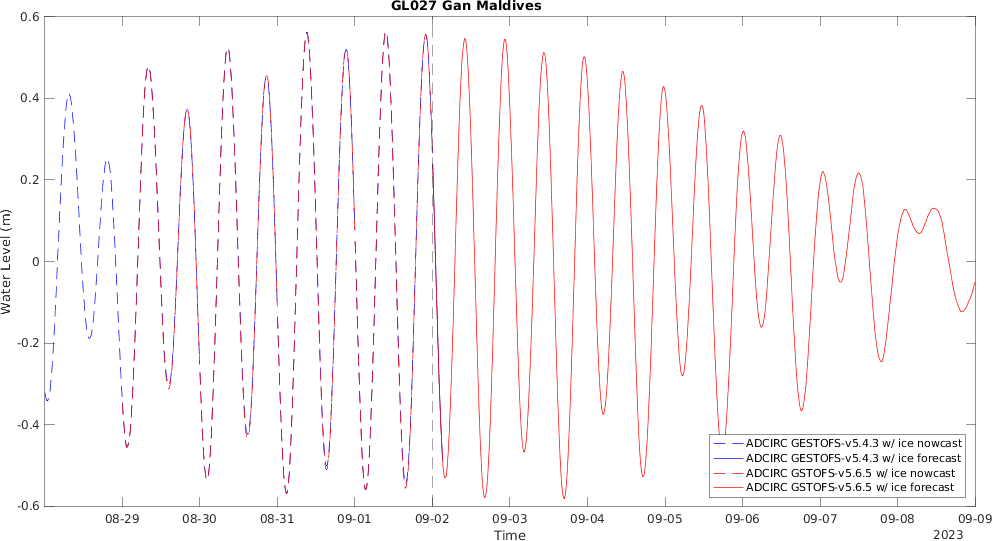 GL027 Gan Maldives
0.6
0.4
0.2
0
-0.2
-0.4
-0.6
Water Level (m)
ADCIRC GESTOFS-v5.4.3 w/ ice nowcast
ADCIRC GESTOFS-v5.4.3 w/ ice forecast
ADCIRC GSTOFS-v5.6.5 w/ ice nowcast
ADCIRC GSTOFS-v5.6.5 w/ ice forecast
08-29 08-30 08-31 09-01 09-02 09-03 09-04 09-05 09-06 09-07 09-08 09-09
Time
2023